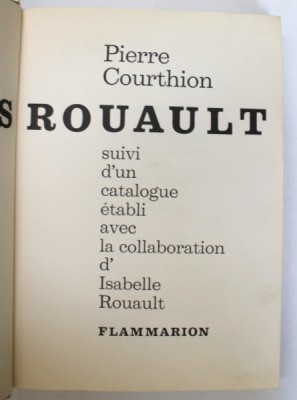 Pierre
Courthion
S ROUAULT
suivi
d'un
catalogue
établi
avec
la collaboration
d'
Isabelle
Rouault
FLAMMARION